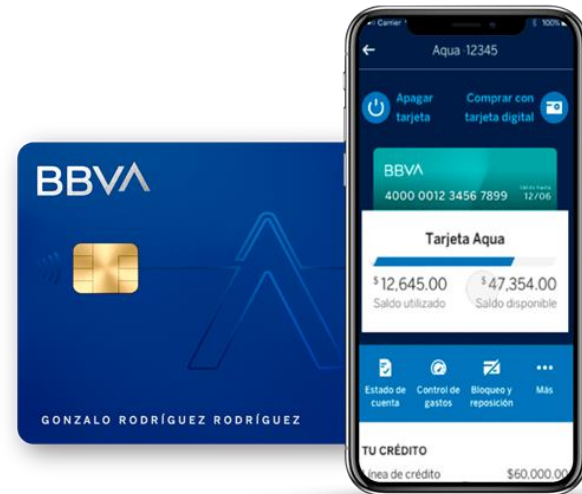 BBVA
GONZALO RODRÍGUEZ RODRÍGUEZ
Carrier 100%
Aqua ·12345
Apagar tarjeta
Comprar con tarjeta digital
BBVA
4000 0012 3456 7899 12/06
Tarjeta Aqua
$12,645.00 $47,354.00
Saldo utilizado Saldo disponible
Estado de cuenta
Control de gastos
Bloqueo y reposición
Más
TU CRÉDITO
Línea de crédito $60,000.00